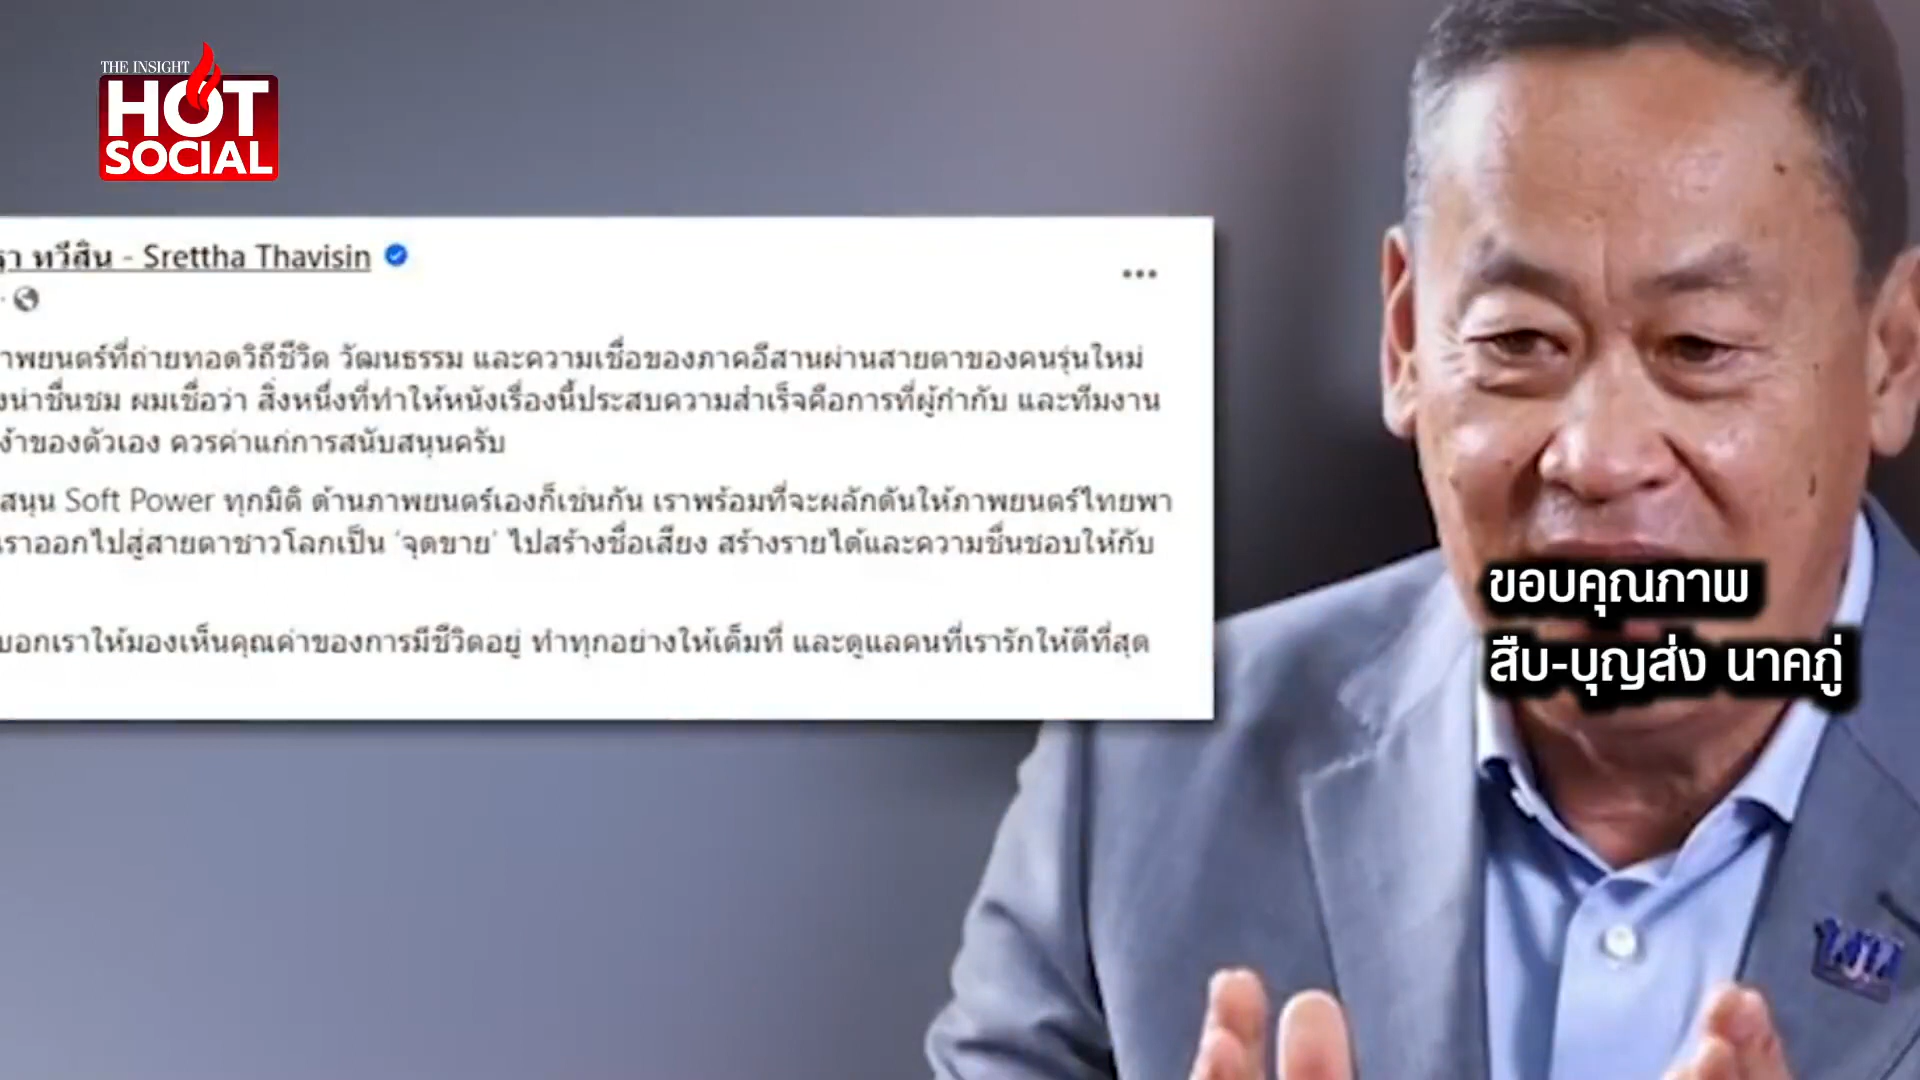 THE INSIGHT
HOT
SOCIAL
ทวีสิน - Srettha Thavisin
าพยนตร์ที่ถ่ายทอดวิถีชีวิต วัฒนธรรม และความเชื่อของภาคอีสานผ่านสายตาของคนรุ่นใหม่
น่าชื่นชม ผมเชื่อว่า สิ่งหนึ่งที่ทำให้หนังเรื่องนี้ประสบความสำเร็จคือการที่ผู้กำกับ และทีมงาน
ง้าของตัวเอง ควรค่าแก่การสนับสนุนครับ
สนุน Soft Power ทุกมิติ ด้านภาพยนตร์เองก็เช่นกัน เราพร้อมที่จะผลักดันให้ภาพยนตร์ไทยพา
เราออกไปสู่สายตาชาวโลกเป็น 'จุดขาย' ไปสร้างชื่อเสียง สร้างรายได้และความชื่นชอบให้กับ
บอกเราให้มองเห็นคุณค่าของการมีชีวิตอยู่ ทำทุกอย่างให้เต็มที่ และดูแลคนที่เรารักให้ดีที่สุด
ขอบคุณภาพ
สืบ-บุญส่ง นาคภู่